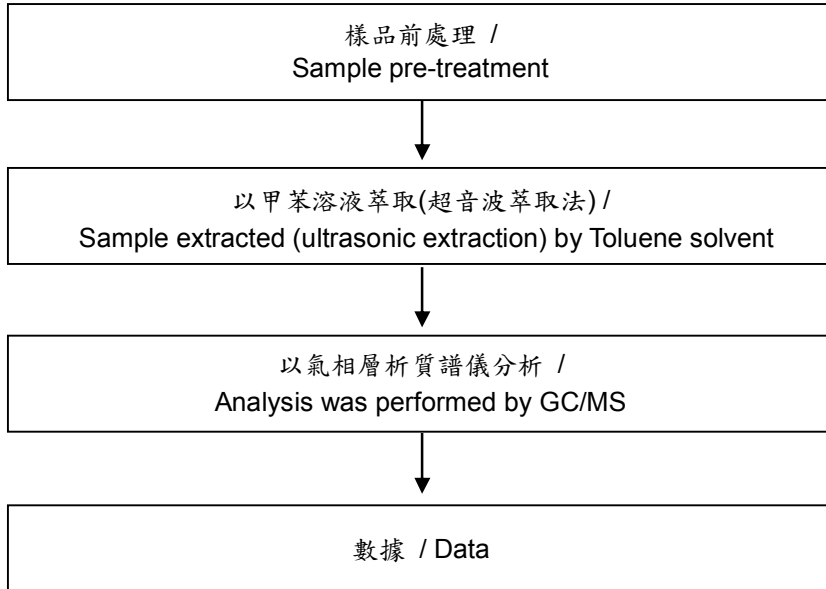 樣品前處理 /
Sample pre-treatment
以甲苯溶液萃取(超音波萃取法) /
Sample extracted (ultrasonic extraction) by Toluene solvent
以氣相層析質譜儀分析 /
Analysis was performed by GC/MS
數據 / Data